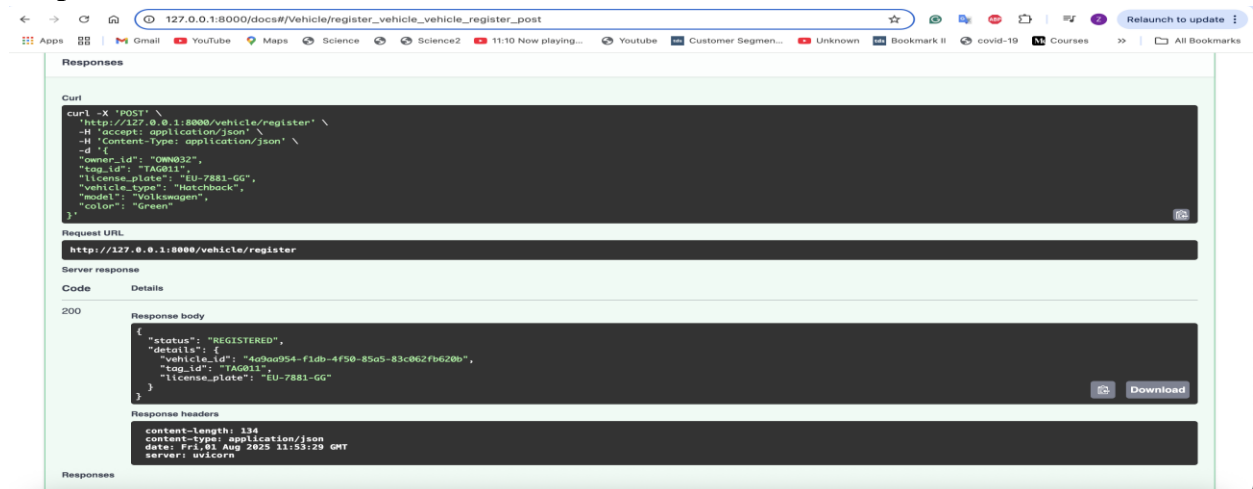 127.0.0.1:8000/docs#/Vehicle/register_vehicle_vehicle_register_post
Z
Relaunch to update
Apps
Gmail
YouTube
Maps
Science
Science2
11:10 Now playing...
Youtube
Customer Segmen...
Unknown
Bookmark II
covid-19
Courses
>>
All Bookmarks
Responses
Curl
curl -X 'POST' \
'http://127.0.0.1:8000/vehicle/register' \
-H 'accept: application/json' \
-H 'Content-Type: application/json' \
-d '{
"owner_id": "OWN032",
"tag_id": "TAG011",
"license_plate": "EU-7881-GG",
"vehicle_type": "Hatchback",
"model": "Volkswagen",
"color": "Green"
}'
Request URL
http://127.0.0.1:8000/vehicle/register
Server response
Code
Details
200
Response body
{
"status": "REGISTERED",
"details": {
"vehicle_id": "4a9aa954-f1db-4f50-85a5-83c062fb620b",
"tag_id": "TAG011",
"license_plate": "EU-7881-GG"
}
}
Download
Response headers
content-length: 134
content-type: application/json
date: Fri,01 Aug 2025 11:53:29 GMT
server: uvicorn
Responses